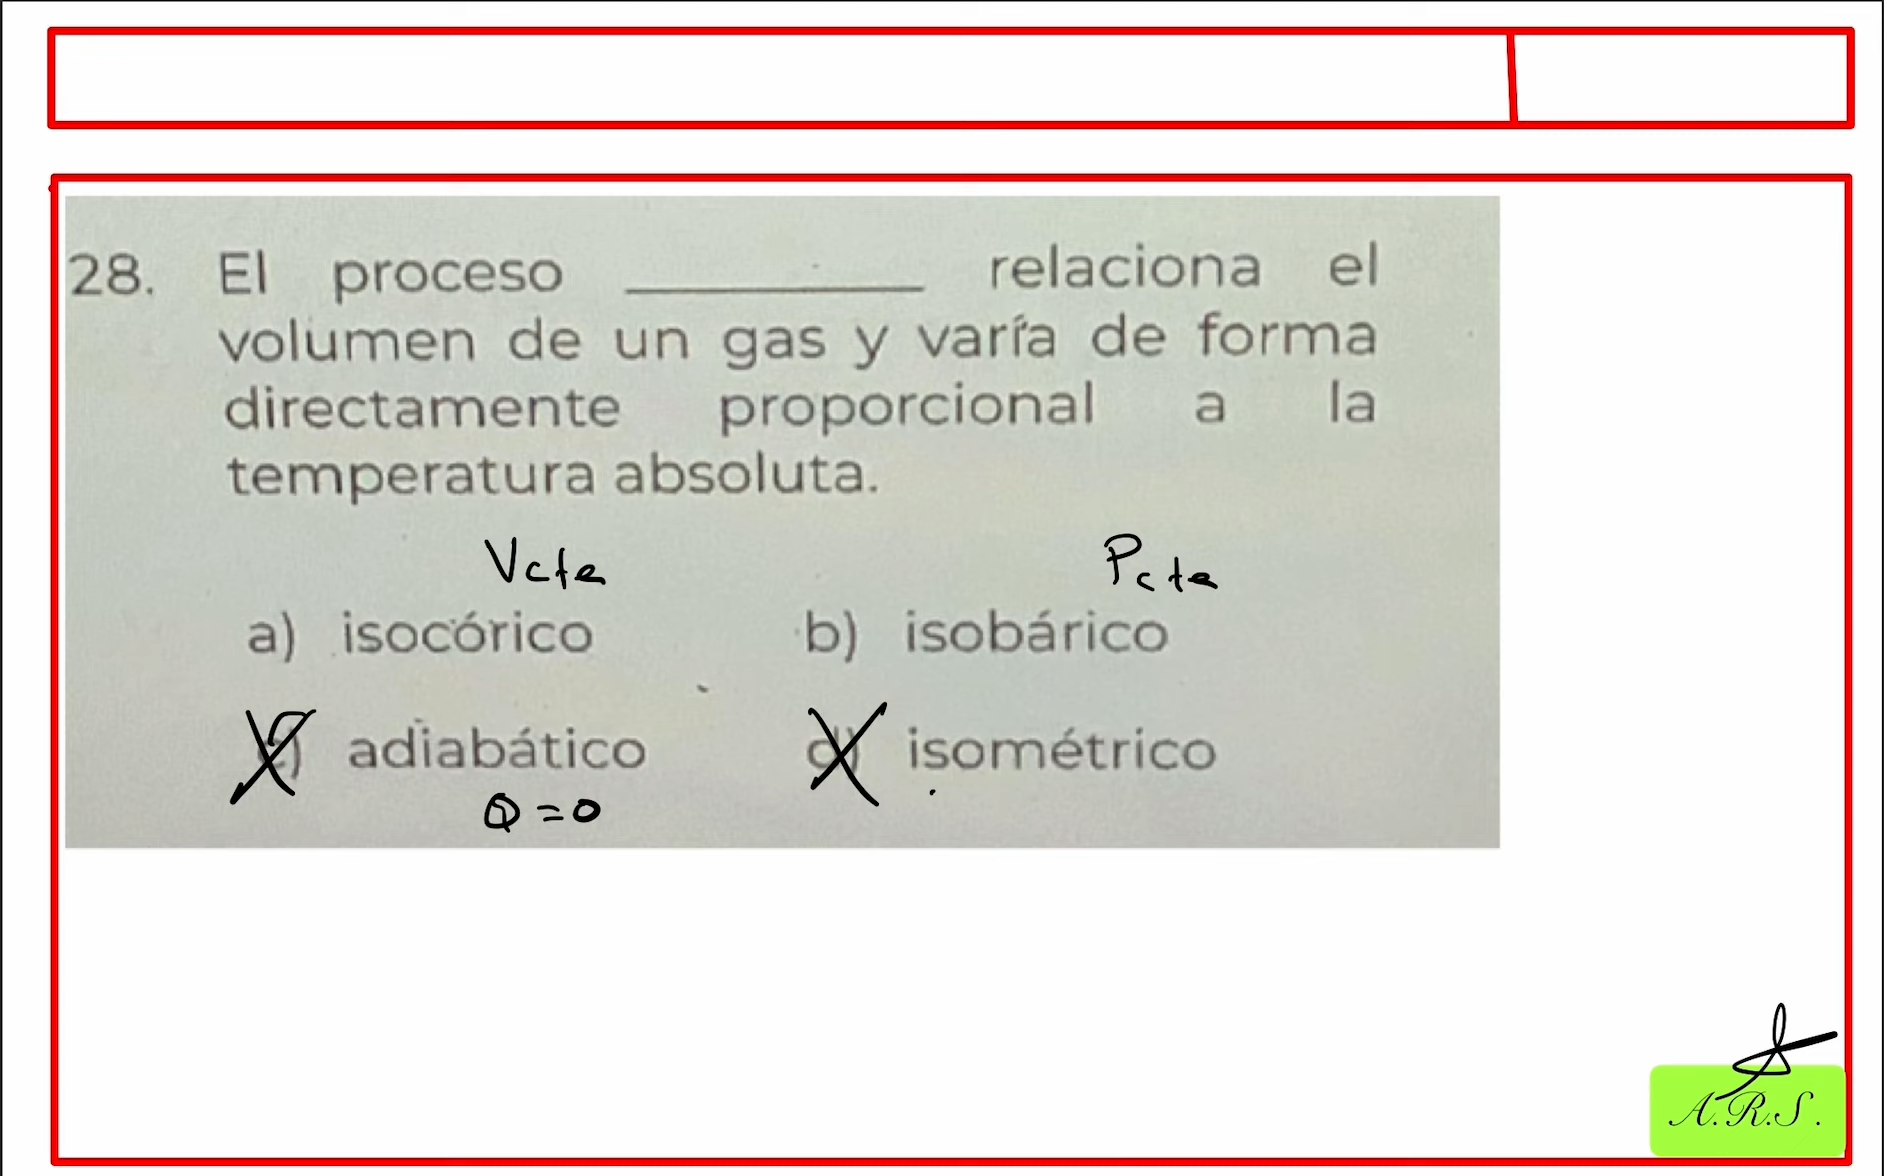 28. El proceso __________ relaciona el
volumen de un gas y varía de forma
directamente proporcional a la
temperatura absoluta.
Vcte Pcte
a) isocórico b) isobárico
c) adiabático d) isométrico
Q = 0
A.R.S.